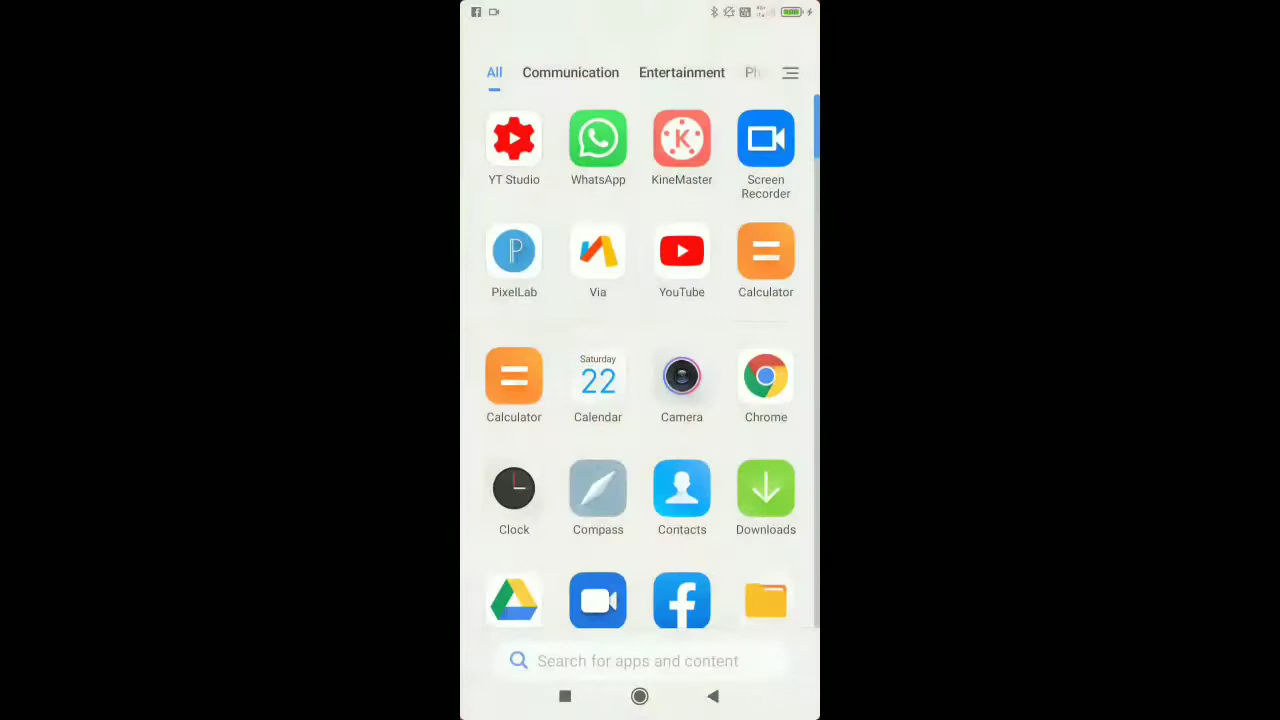 All Communication Entertainment
YT Studio WhatsApp KineMaster Screen
Recorder
PixelLab Via YouTube Calculator
Saturday
22
Calculator Calendar Camera Chrome
Clock Compass Contacts Downloads
Search for apps and content